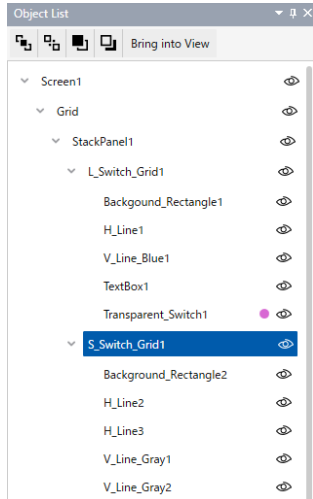 Object List
Bring into View
Screen1
Grid
StackPanel1
L_Switch_Grid1
Backgound_Rectangle1
H_Line1
V_Line_Blue1
TextBox1
Transparent_Switch1
S_Switch_Grid1
Background_Rectangle2
H_Line2
H_Line3
V_Line_Gray1
V_Line_Gray2